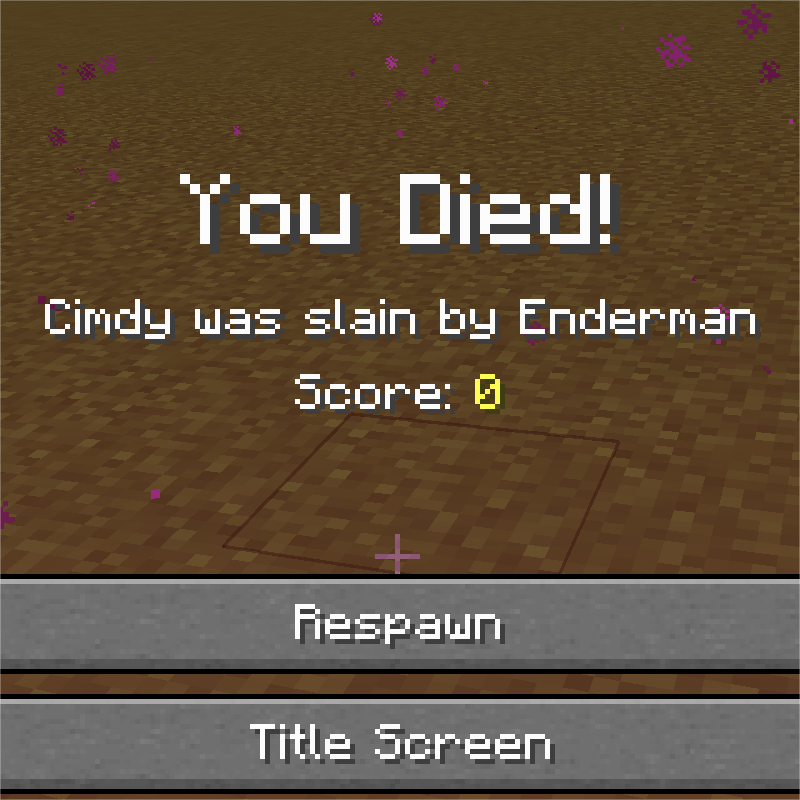 You Died!
Cimdy was slain by Enderman
Score: 0
Respawn
Title Screen